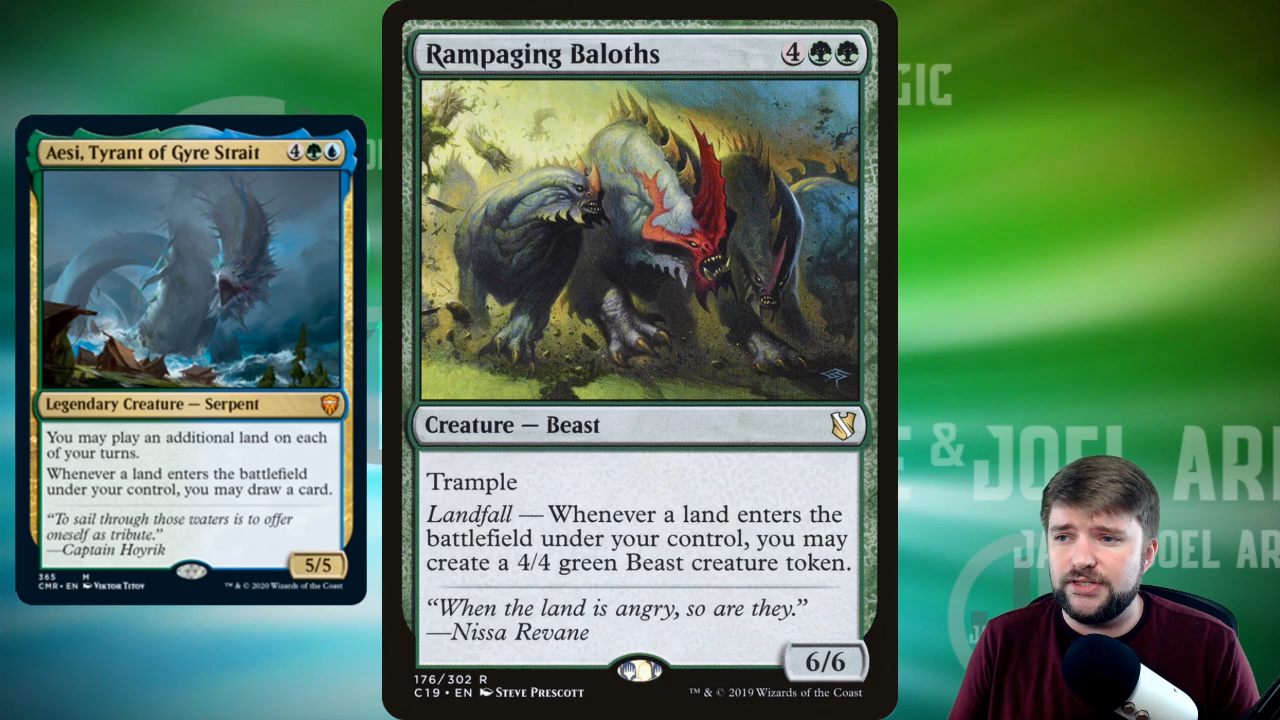 Aesi, Tyrant of Gyre Strait 4
Legendary Creature — Serpent
You may play an additional land on each
of your turns.
Whenever a land enters the battlefield
under your control, you may draw a card.
"To sail through those waters is to offer
oneself as tribute."
—Captain Hoyrik
5/5
365 M
CMR • EN Viktor Titov
™ & © 2020 Wizards of the Coast
Rampaging Baloths 4
Creature — Beast
Trample
Landfall — Whenever a land enters the
battlefield under your control, you may
create a 4/4 green Beast creature token.
"When the land is angry, so are they."
—Nissa Revane
6/6
176/302 R
C19 • EN Steve Prescott
™ & © 2019 Wizards of the Coast
GIC
& JOEL AR
OEL AR